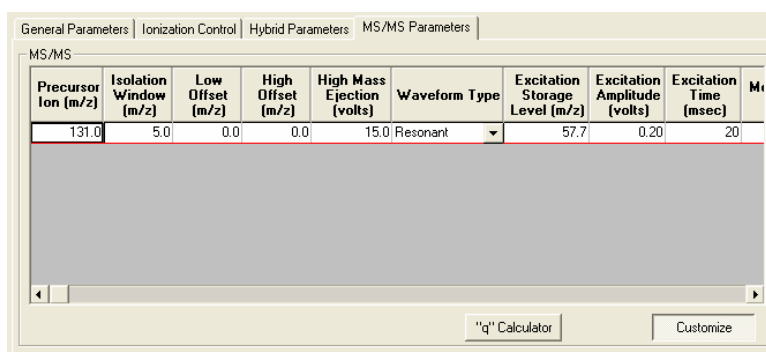 General Parameters Ionization Control Hybrid Parameters MS/MS Parameters
MS/MS
Precursor Ion (m/z) Isolation Window (m/z) Low Offset (m/z) High Offset (m/z) High Mass Ejection (volts) Waveform Type Excitation Storage Level (m/z) Excitation Amplitude (volts) Excitation Time (msec)
131.0 5.0 0.0 0.0 15.0 Resonant 57.7 0.20 20
"q" Calculator Customize